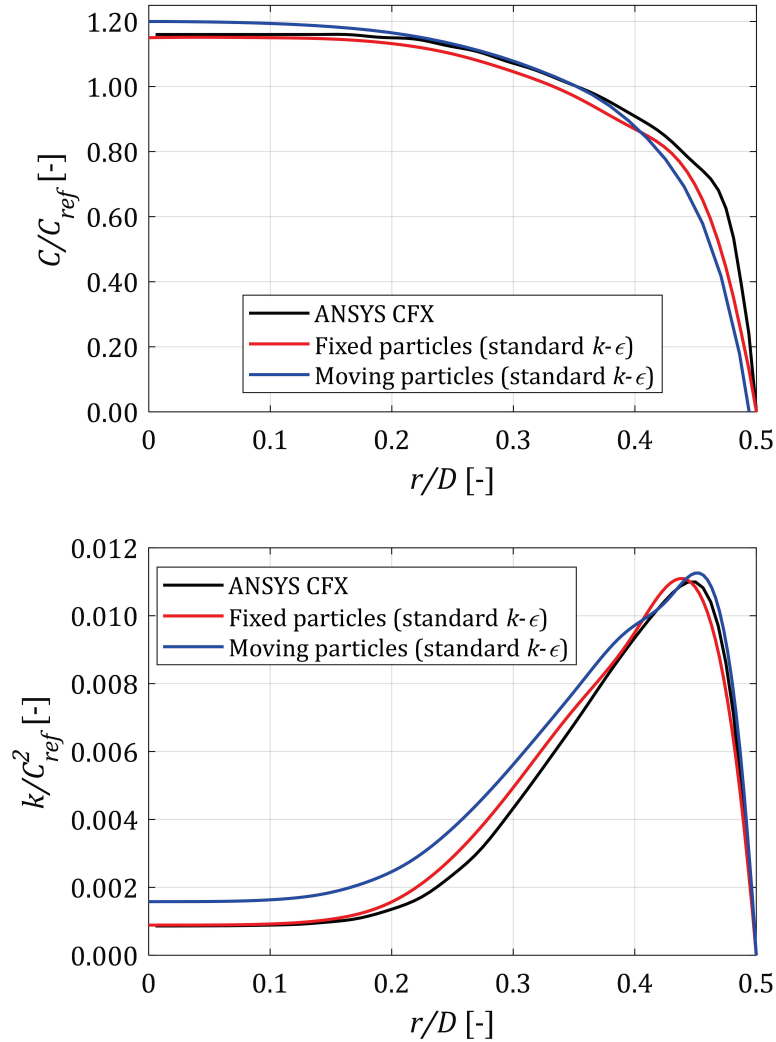 1.20
1.00
0.80
0.60
0.40
0.20
0.00
C/C_ref [-]
ANSYS CFX
Fixed particles (standard k-ϵ)
Moving particles (standard k-ϵ)
0 0.1 0.2 0.3 0.4 0.5
r/D [-]
0.012
0.010
0.008
0.006
0.004
0.002
0.000
k/C²_ref [-]
ANSYS CFX
Fixed particles (standard k-ϵ)
Moving particles (standard k-ϵ)
0 0.1 0.2 0.3 0.4 0.5
r/D [-]